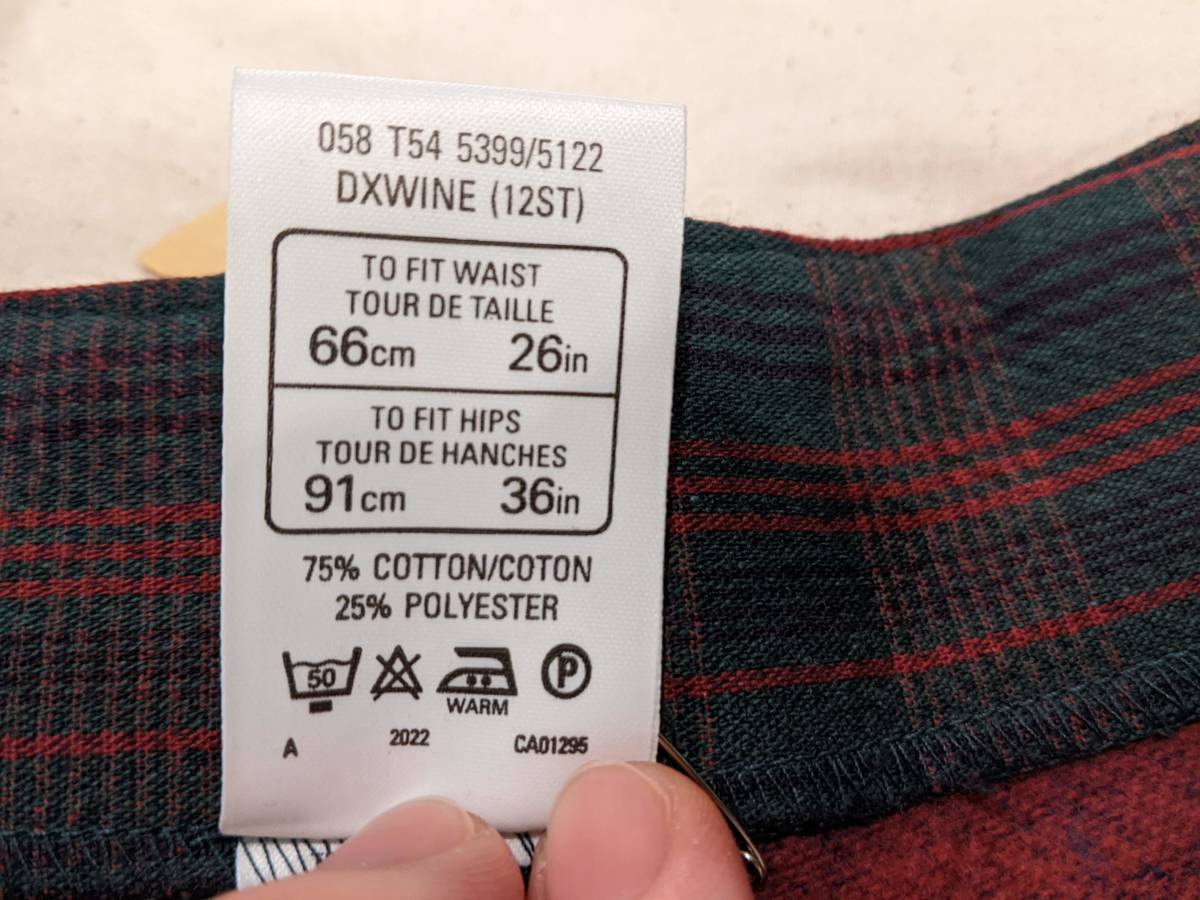 058 T54 5399/5122
DXWINE (12ST)
TO FIT WAIST
TOUR DE TAILLE
66cm 26in
TO FIT HIPS
TOUR DE HANCHES
91cm 36in
75% COTTON/COTON
25% POLYESTER
50 P
WARM
A 2022 CA01295